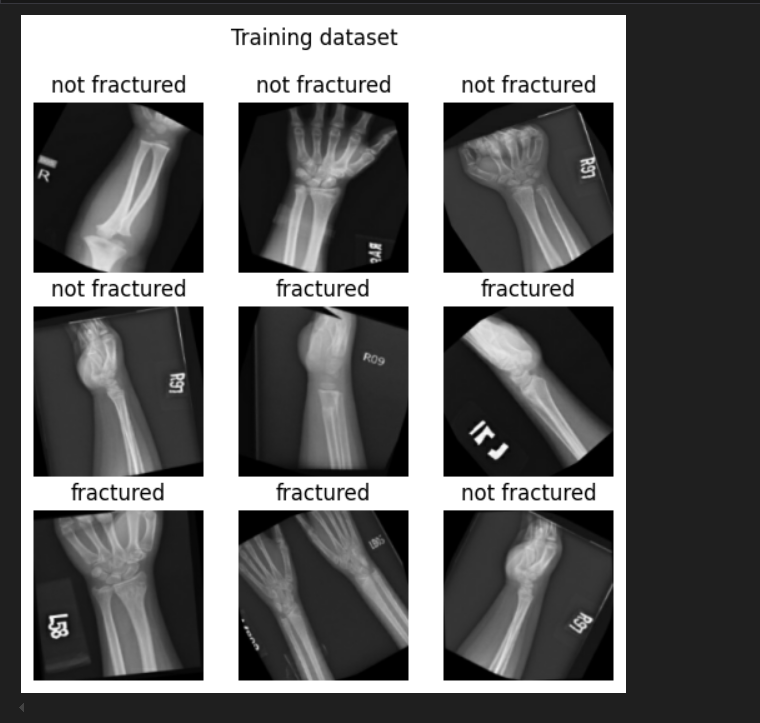 Training dataset
not fractured
not fractured
not fractured
R
R97
not fractured
fractured
fractured
R97
R09
fractured
fractured
not fractured
L58
R97